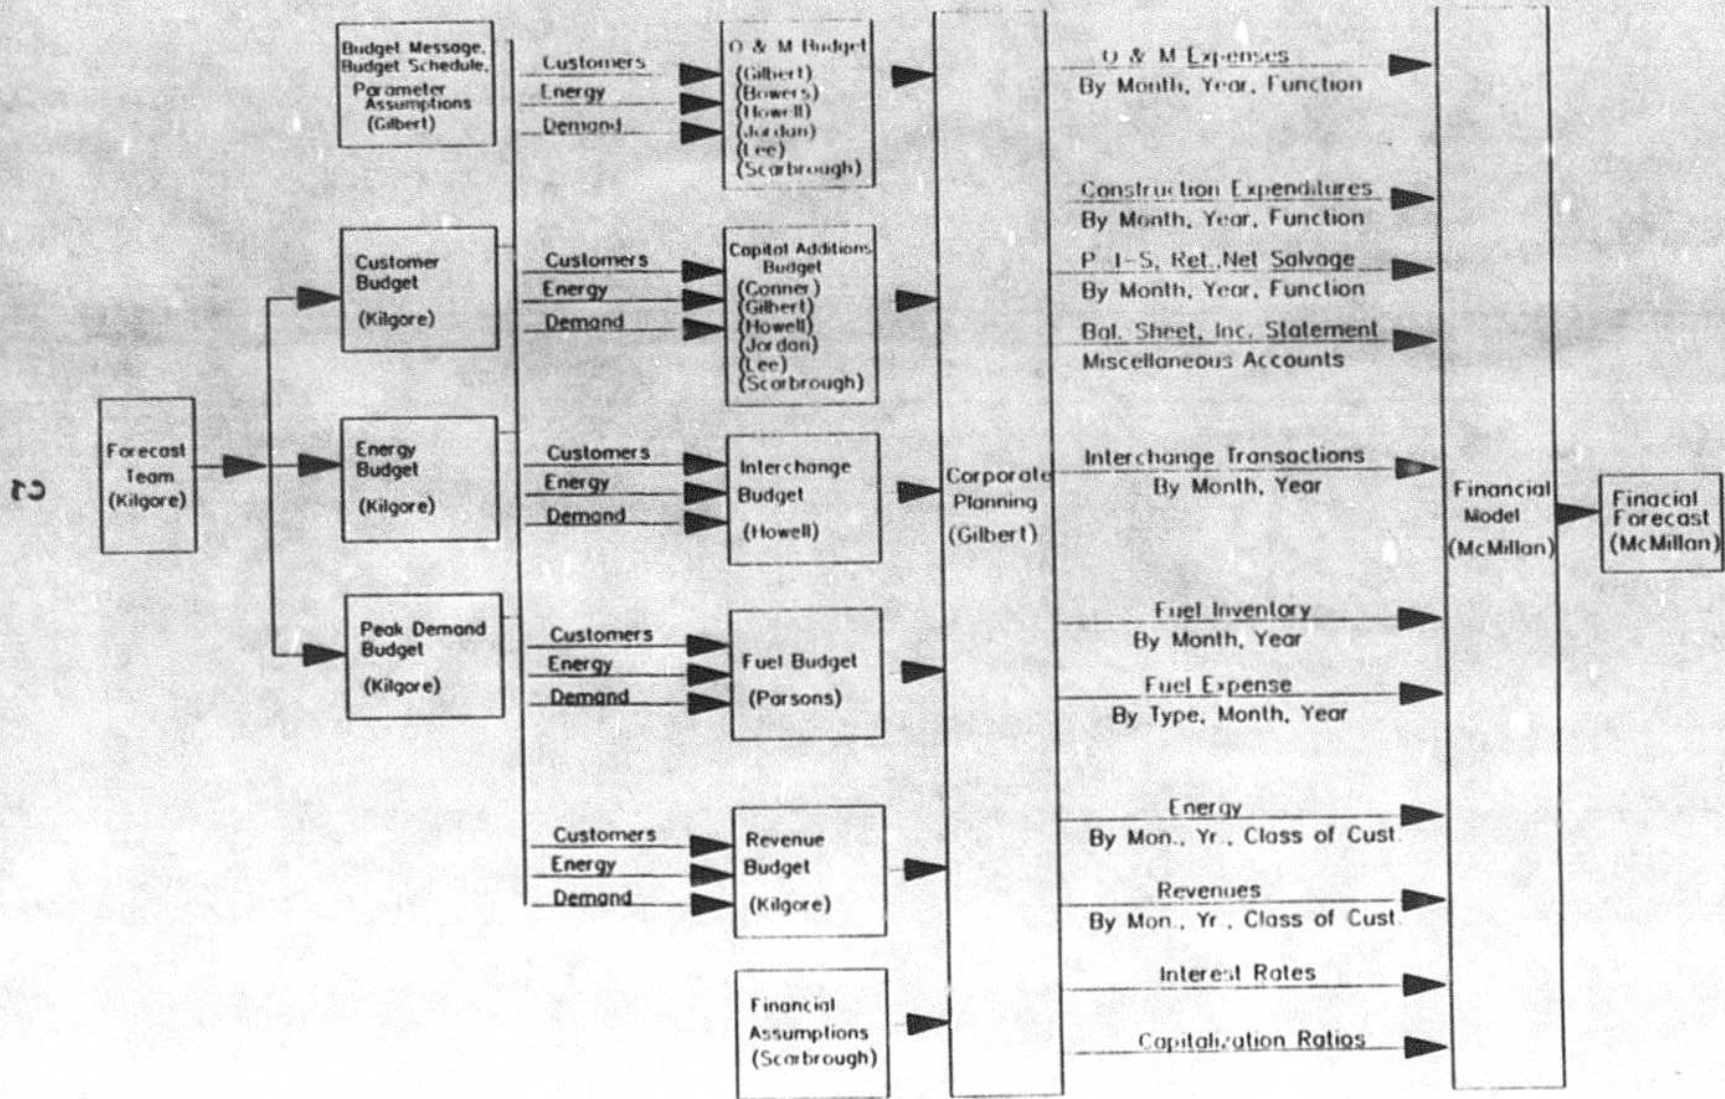 Budget Message,
Budget Schedule,
Parameter
Assumptions
(Gilbert)
Customers
Energy
Demand
O & M Budget
(Gilbert)
(Bowers)
(Howell)
(Jordan)
(Lee)
(Scarbrough)
O & M Expenses
By Month, Year, Function
Customer
Budget
(Kilgore)
Customers
Energy
Demand
Capital Additions
Budget
(Conner)
(Gilbert)
(Howell)
(Jordan)
(Lee)
(Scarbrough)
Construction Expenditures
By Month, Year, Function
P-I-S, Ret., Net Salvage
By Month, Year, Function
Bal. Sheet, Inc. Statement
Miscellaneous Accounts
Forecast
Team
(Kilgore)
Energy
Budget
(Kilgore)
Customers
Energy
Demand
Interchange
Budget
(Howell)
Corporate
Planning
(Gilbert)
Interchange Transactions
By Month, Year
Financial
Model
(McMillan)
Finacial
Forecast
(McMillan)
Peak Demand
Budget
(Kilgore)
Customers
Energy
Demand
Fuel Budget
(Parsons)
Fuel Inventory
By Month, Year
Fuel Expense
By Type, Month, Year
Customers
Energy
Demand
Revenue
Budget
(Kilgore)
Energy
By Mon., Yr., Class of Cust.
Revenues
By Mon., Yr., Class of Cust.
Financial
Assumptions
(Scarbrough)
Interest Rates
Capitalization Ratios